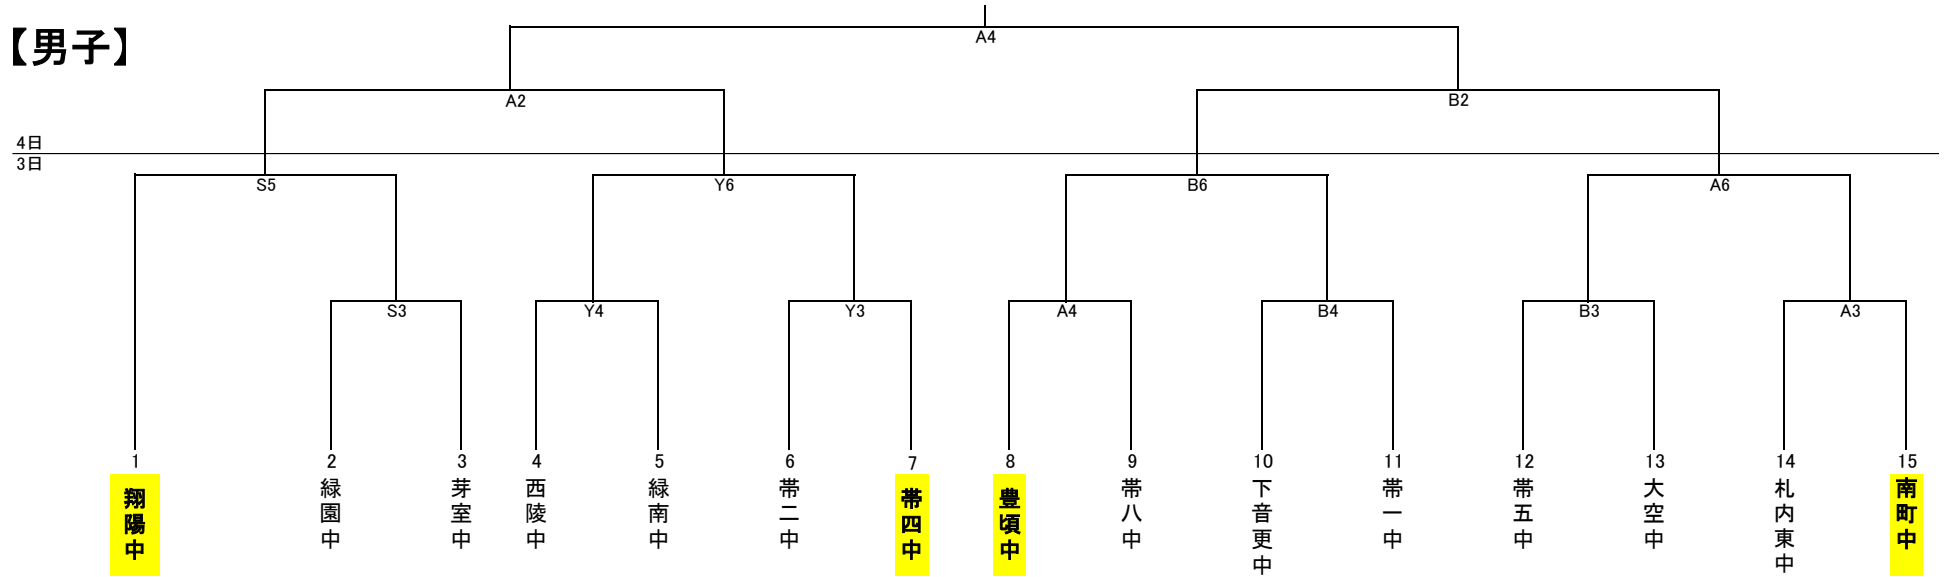 【男子】
A4
A2
B2
4日
3日
S5
Y6
B6
A6
S3
Y4
Y3
A4
B4
B3
A3
1
2
3
4
5
6
7
8
9
10
11
12
13
14
15
翔陽中
緑園中
芽室中
西陵中
緑南中
帯二中
帯四中
豊頃中
帯八中
下音更中
帯一中
帯五中
大空中
札内東中
南町中